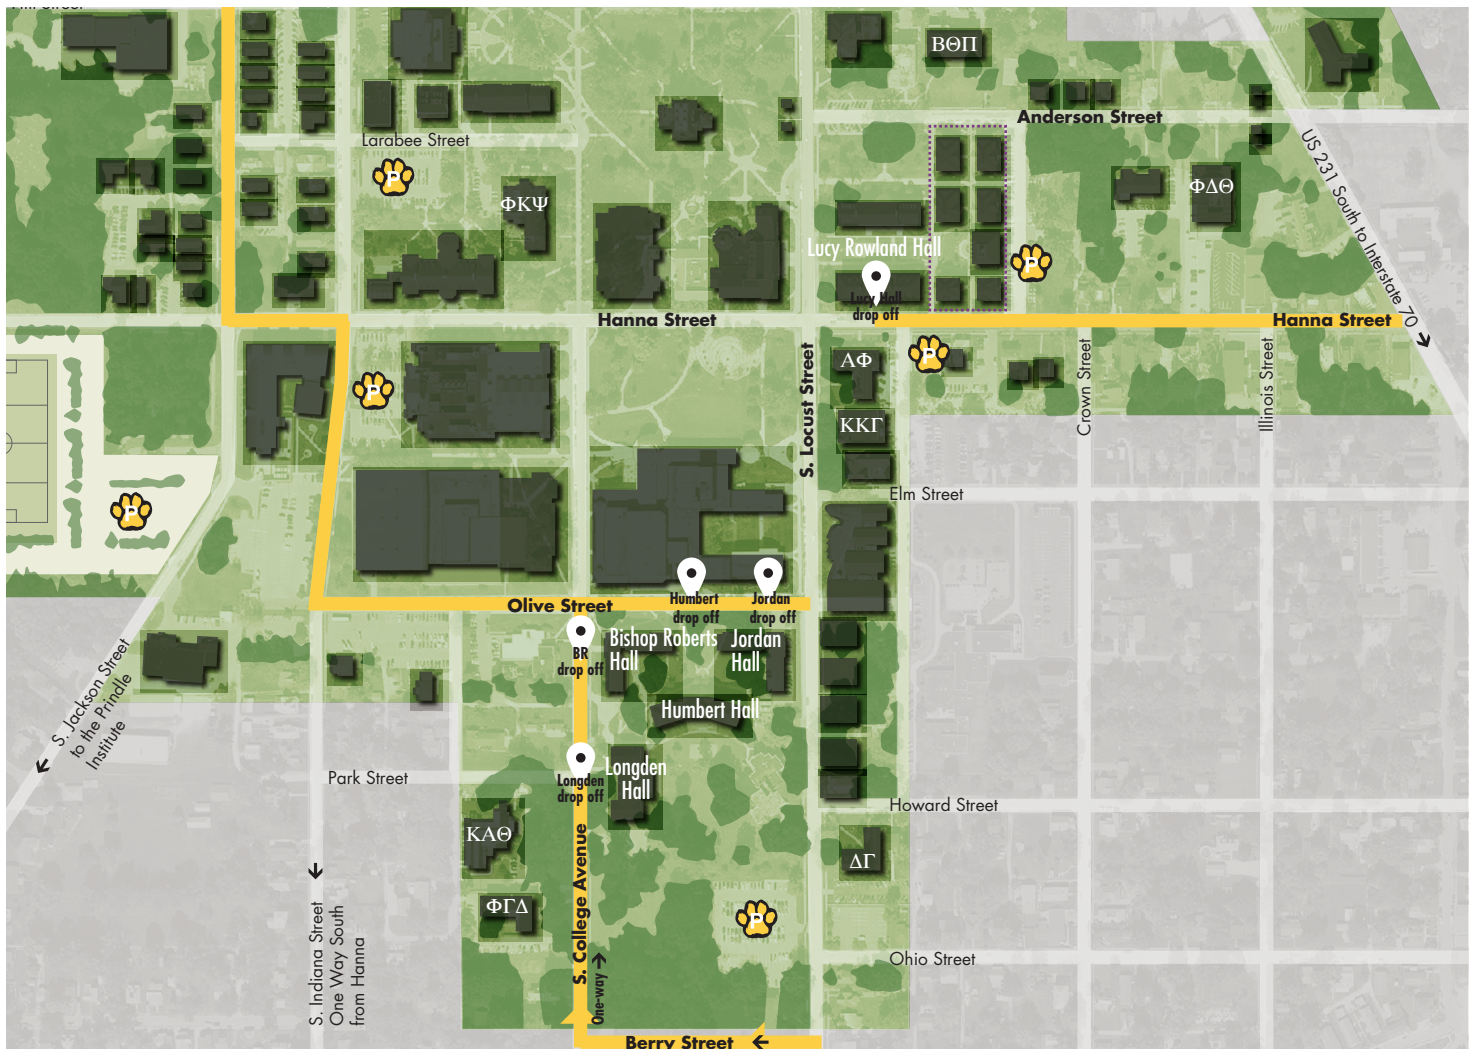 ΒΘΠ
Anderson Street
Larabee Street
P
ΦΚΨ
ΦΔΘ
US 231 South to Interstate 70
Lucy Rowland Hall
P
Lucy Hall
drop off
Hanna Street
Hanna Street
S. Locust Street
ΑΦ
P
Crown Street
Illinois Street
P
ΚΚΓ
Elm Street
P
Olive Street
Humbert
drop off
Jordan
drop off
BR
drop off
Bishop Roberts
Hall
Jordan
Hall
Humbert Hall
S. Jackson Street
to the Prindle
Institute
Park Street
Longden
drop off
Longden
Hall
Howard Street
ΚΑΘ
ΔΓ
S. College Avenue
ΦΓΔ
P
One-way
Ohio Street
S. Indiana Street
One Way South
from Hanna
Berry Street